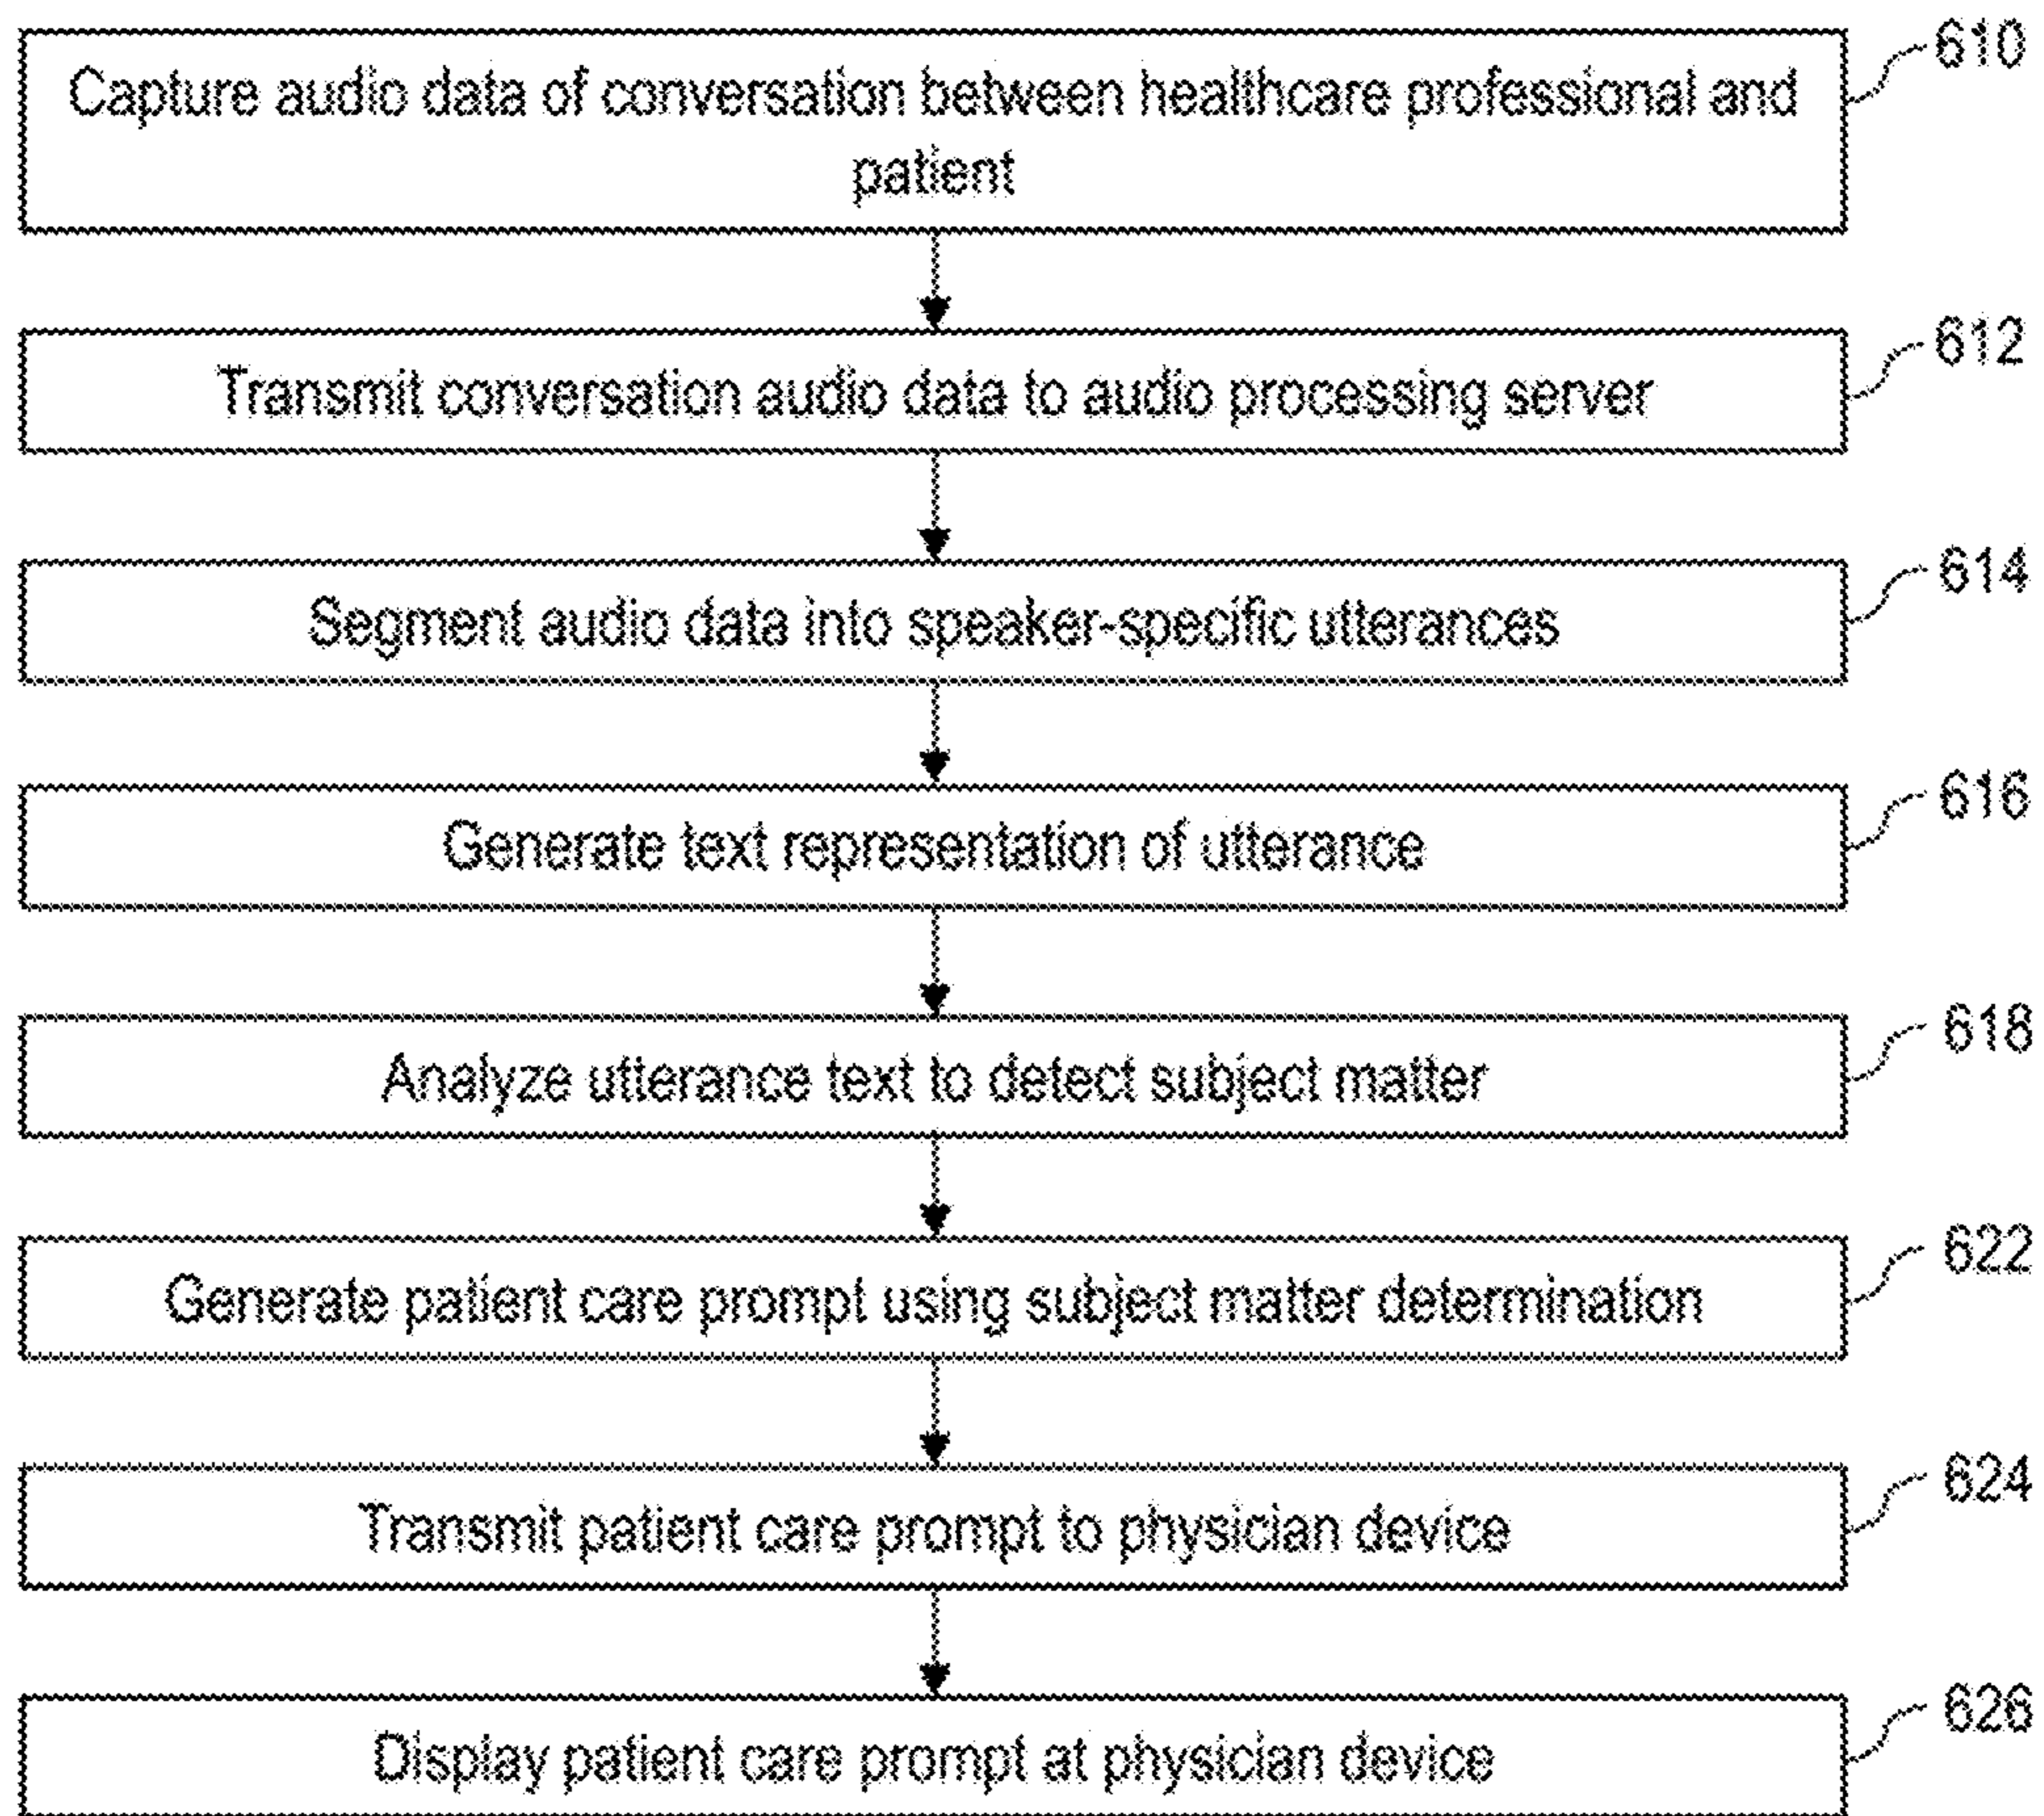 Capture audio data of conversation between healthcare professional and
patient
610
Transmit conversation audio data to audio processing server
612
Segment audio data into speaker-specific utterances
614
Generate text representation of utterance
616
Analyze utterance text to detect subject matter
618
Generate patient care prompt using subject matter determination
622
Transmit patient care prompt to physician device
624
Display patient care prompt at physician device
626